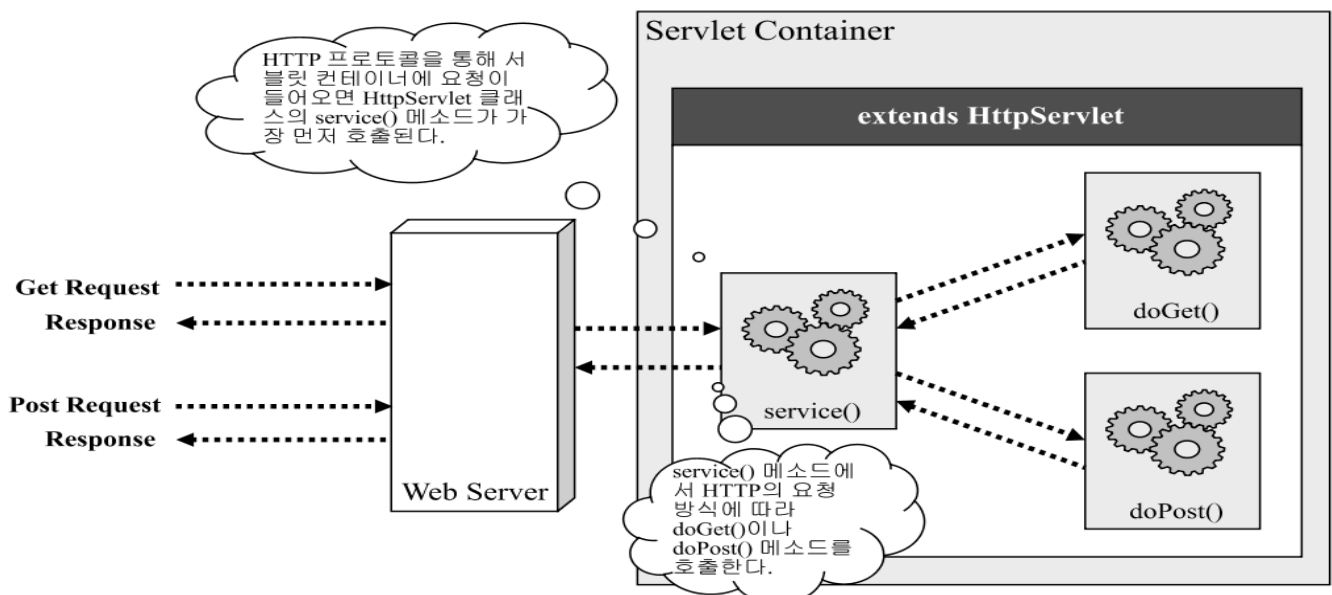 Servlet Container
HTTP 프로토콜을 통해 서
블릿 컨테이너에 요청이
들어오면 HttpServlet 클래
스의 service() 메소드가 가
장 먼저 호출된다.
extends HttpServlet
Get Request
Response
Post Request
Response
Web Server
service()
doGet()
doPost()
service() 메소드에
서 HTTP의 요청
방식에 따라
doGet()이나
doPost() 메소드를
호출한다.